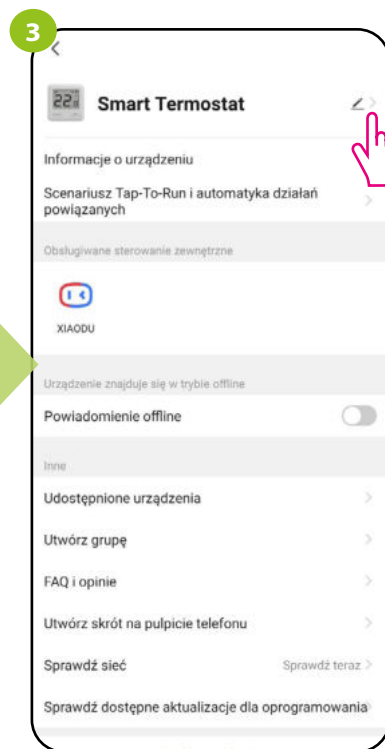 3
22
Smart Termostat
Informacje o urządzeniu
Scenariusz Tap-To-Run i automatyka działań
powiązanych
Obsługiwane sterowanie zewnętrzne
XIAODU
Urządzenie znajduje się w trybie offline
Powiadomienie offline
Inne
Udostępnione urządzenia
Utwórz grupę
FAQ i opinie
Utwórz skrót na pulpicie telefonu
Sprawdź sieć
Sprawdź teraz
Sprawdź dostępne aktualizacje dla oprogramowania